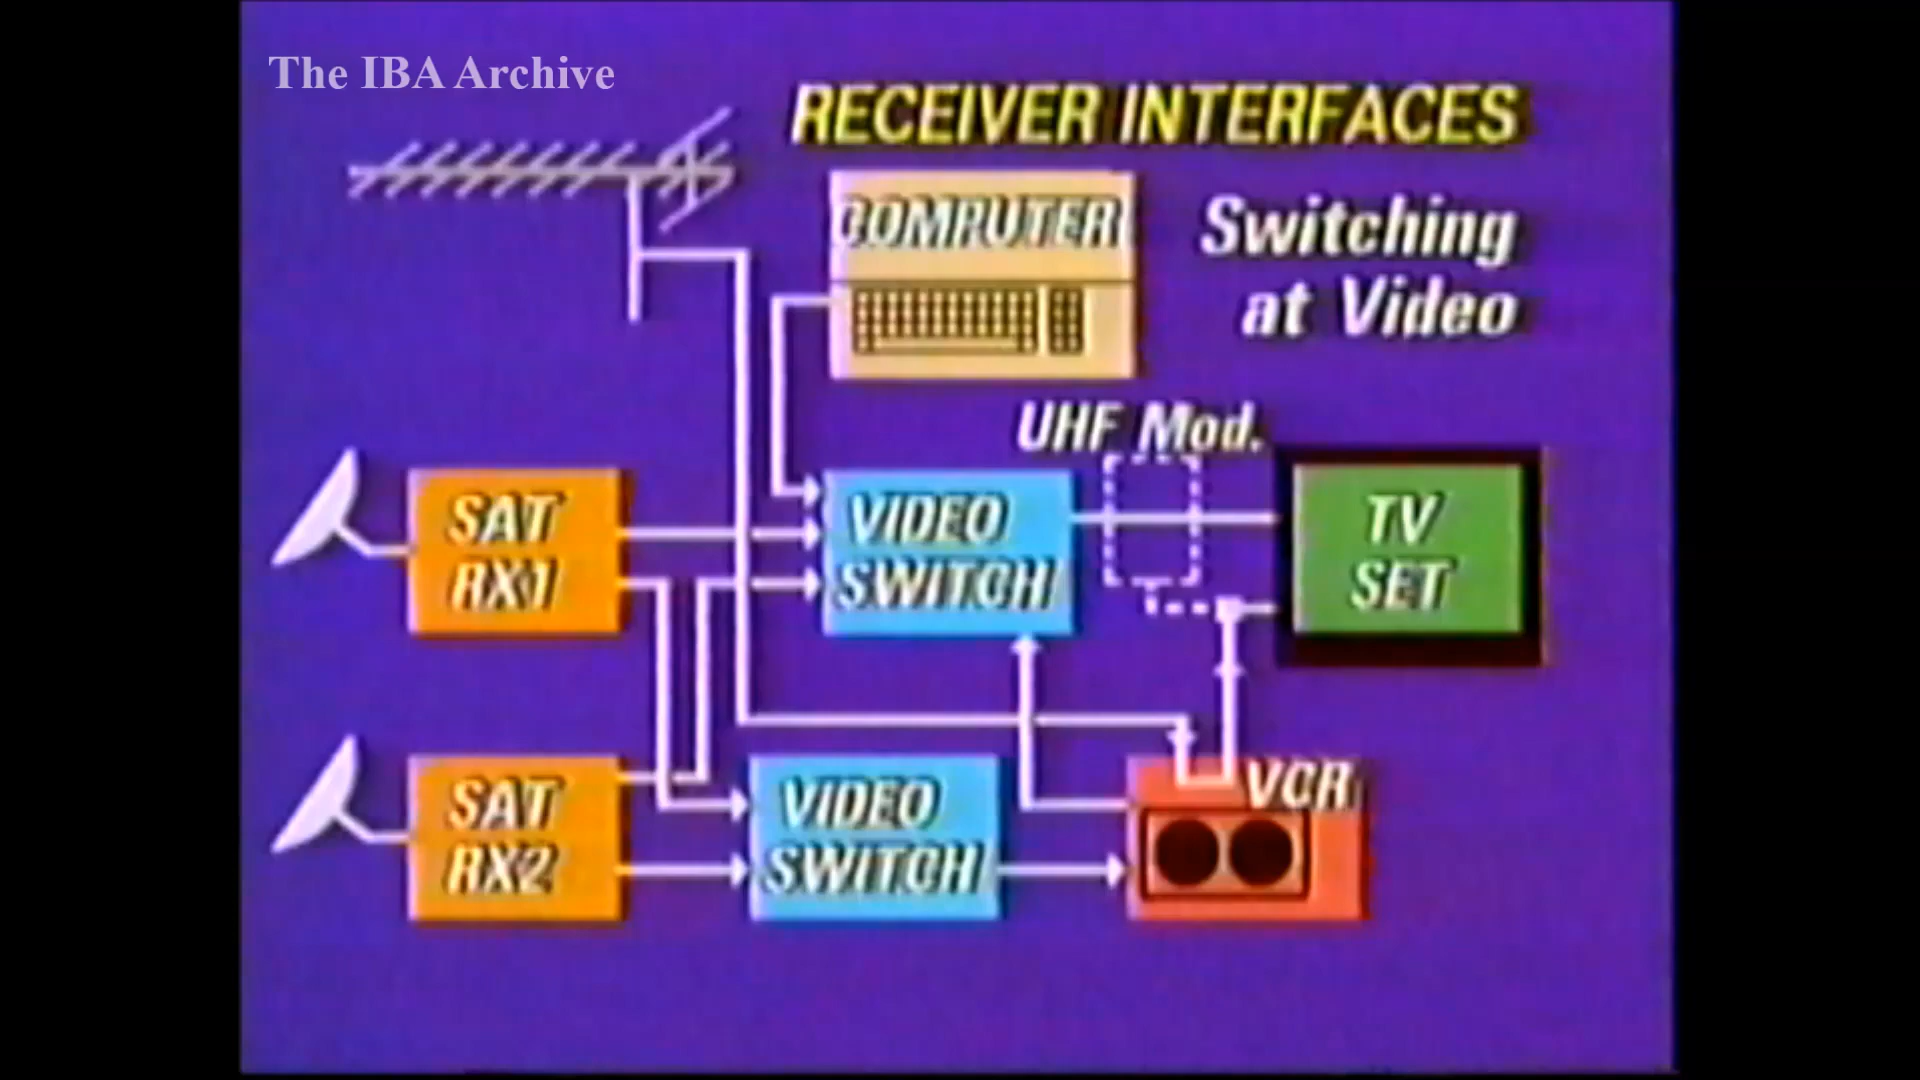 The IBA Archive
RECEIVER INTERFACES
COMPUTER
Switching
at Video
UHF Mod.
SAT
RX1
VIDEO
SWITCH
TV
SET
SAT
RX2
VIDEO
SWITCH
VCR